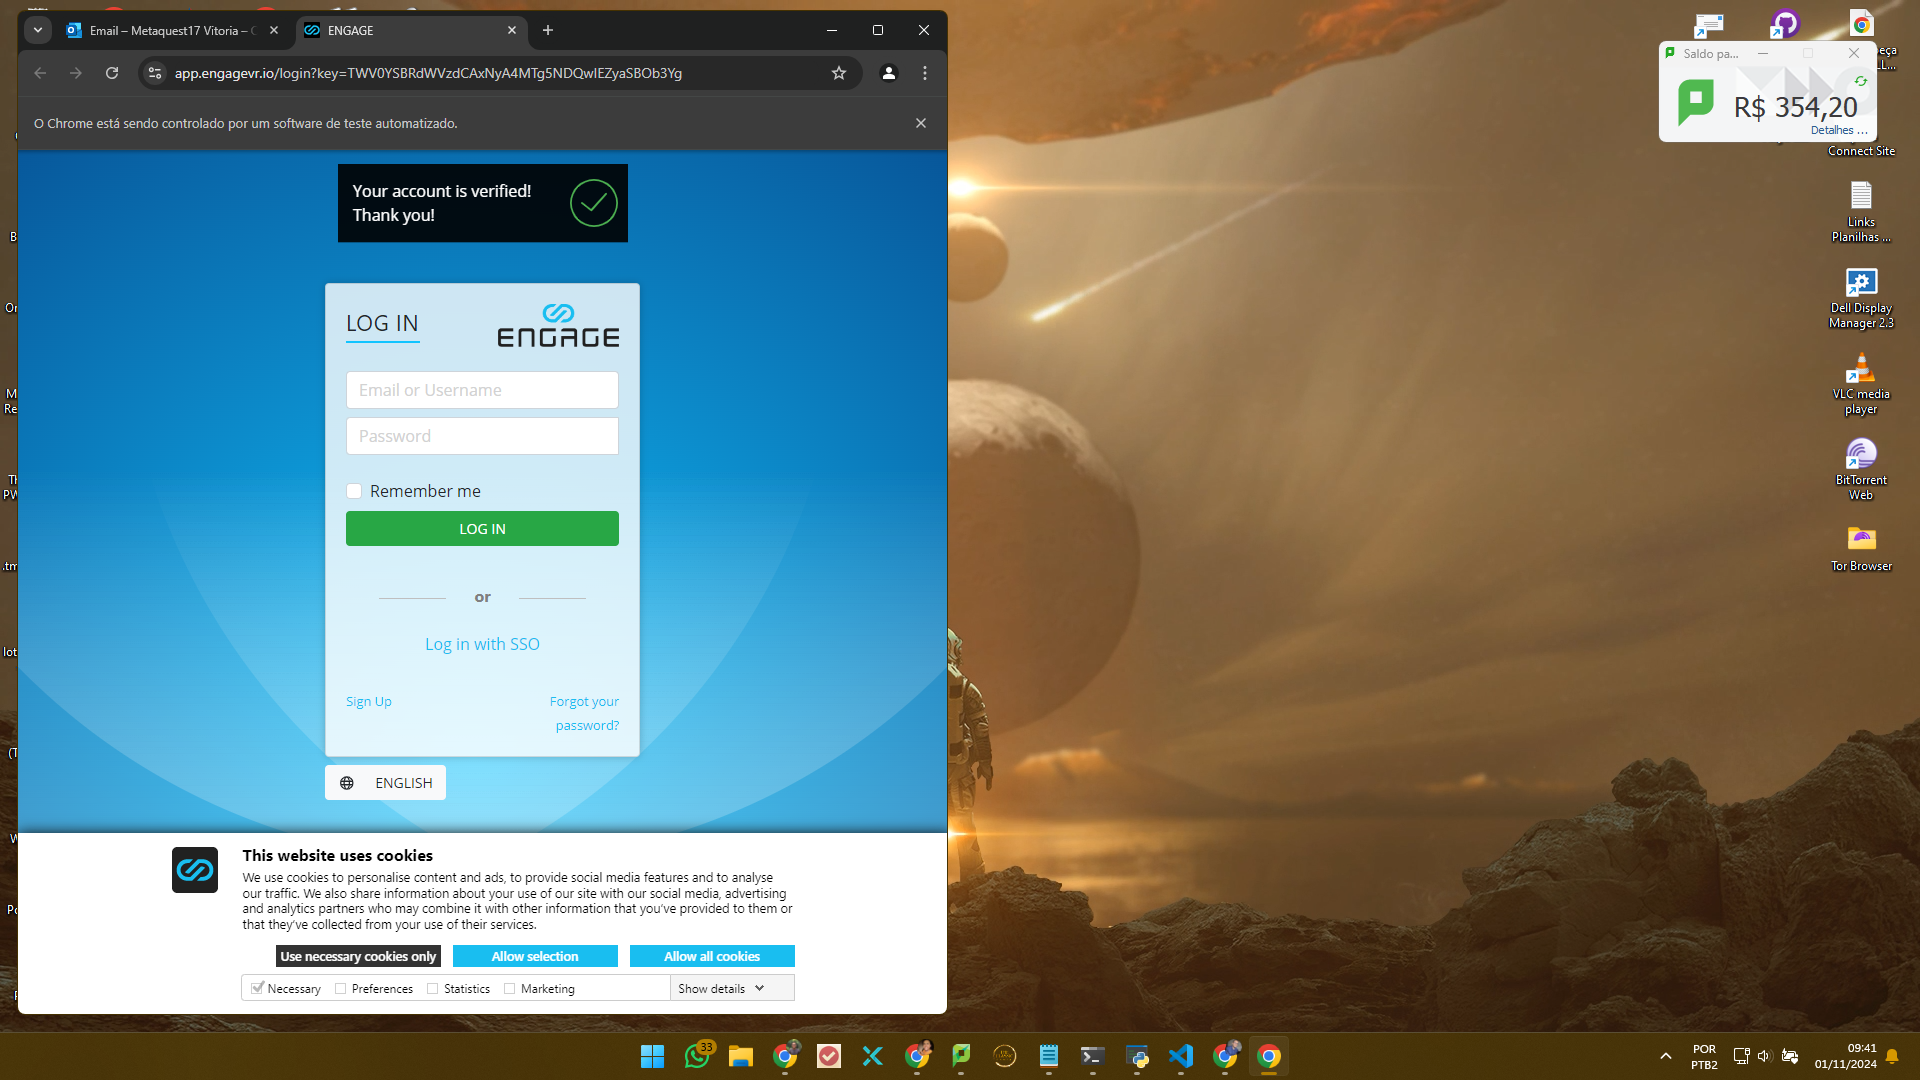 Email – Metaquest17 Vitoria –
ENGAGE
app.engagevr.io/login?key=TWV0YSBRdWVzdCAxNyA4MTg5NDQwIEZyaSBOb3Yg
O Chrome está sendo controlado por um software de teste automatizado.
Your account is verified!
Thank you!
LOG IN
ENGAGE
Email or Username
Password
Remember me
LOG IN
or
Log in with SSO
Sign Up
Forgot your
password?
ENGLISH
This website uses cookies
We use cookies to personalise content and ads, to provide social media features and to analyse
our traffic. We also share information about your use of our site with our social media, advertising
and analytics partners who may combine it with other information that you’ve provided to them or
that they’ve collected from your use of their services.
Use necessary cookies only
Allow selection
Allow all cookies
Necessary
Preferences
Statistics
Marketing
Show details
Saldo pa...
R$ 354,20
Detalhes ...
Connect Site
Links
Planilhas ...
Dell Display
Manager 2.3
VLC media
player
BitTorrent
Web
Tor Browser
33
POR
PTB2
09:41
01/11/2024